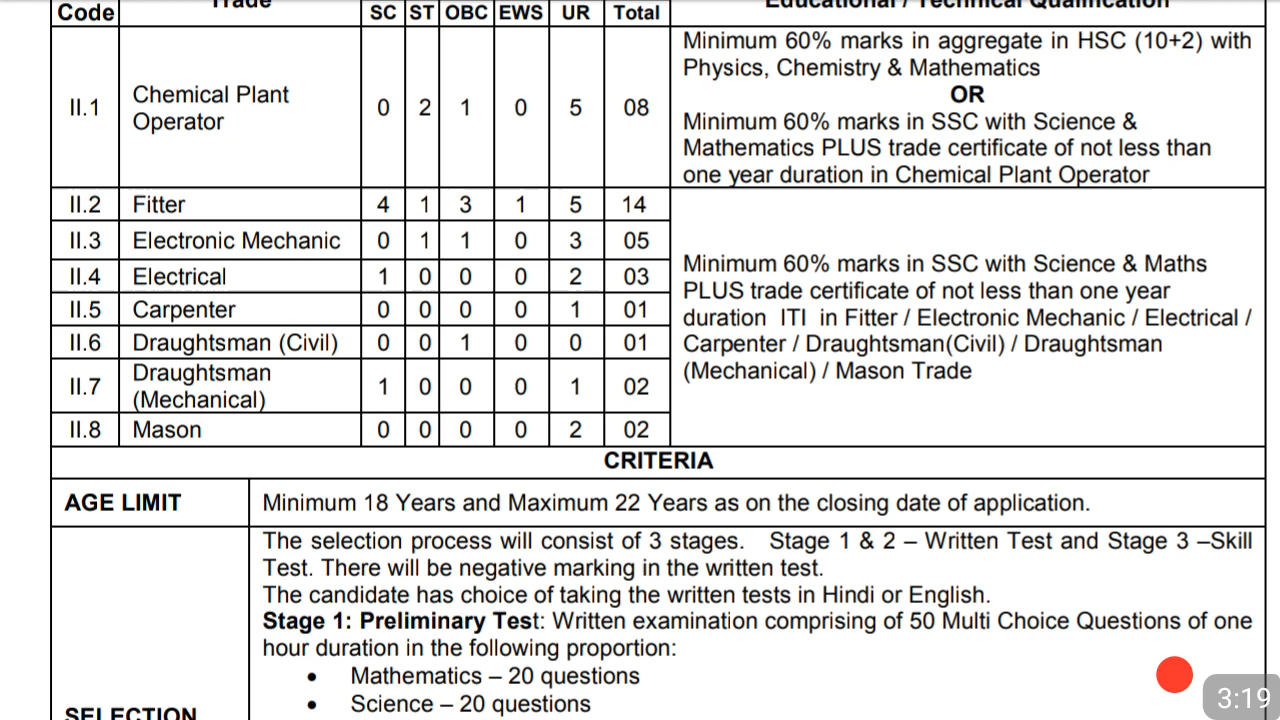 Code Trade SC ST OBC EWS UR Total Educational / Technical Qualification
II.1 Chemical Plant Operator 0 2 1 0 5 08
Minimum 60% marks in aggregate in HSC (10+2) with
Physics, Chemistry & Mathematics
OR
Minimum 60% marks in SSC with Science &
Mathematics PLUS trade certificate of not less than
one year duration in Chemical Plant Operator
II.2 Fitter 4 1 3 1 5 14
II.3 Electronic Mechanic 0 1 1 0 3 05
II.4 Electrical 1 0 0 0 2 03
II.5 Carpenter 0 0 0 0 1 01
II.6 Draughtsman (Civil) 0 0 1 0 0 01
II.7 Draughtsman (Mechanical) 1 0 0 0 1 02
II.8 Mason 0 0 0 0 2 02
Minimum 60% marks in SSC with Science & Maths
PLUS trade certificate of not less than one year
duration ITI in Fitter / Electronic Mechanic / Electrical /
Carpenter / Draughtsman(Civil) / Draughtsman
(Mechanical) / Mason Trade
CRITERIA
AGE LIMIT Minimum 18 Years and Maximum 22 Years as on the closing date of application.
The selection process will consist of 3 stages. Stage 1 & 2 – Written Test and Stage 3 –Skill
Test. There will be negative marking in the written test.
The candidate has choice of taking the written tests in Hindi or English.
Stage 1: Preliminary Test: Written examination comprising of 50 Multi Choice Questions of one
hour duration in the following proportion:
• Mathematics – 20 questions
• Science – 20 questions
SELECTION
3:19